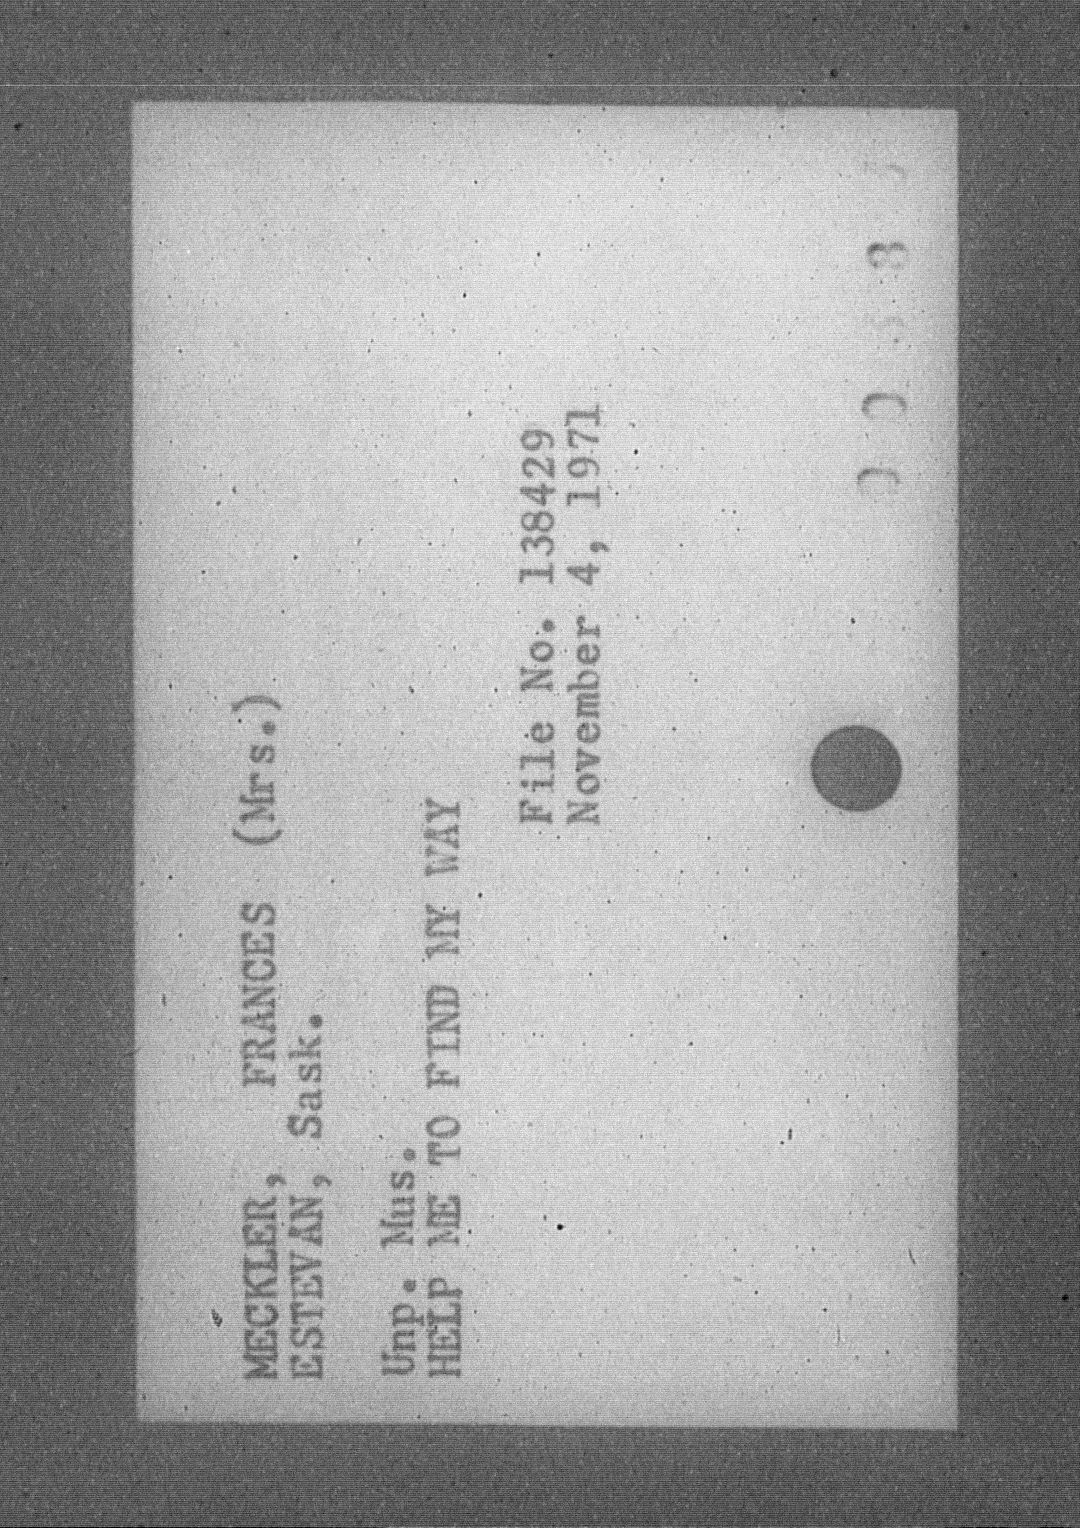 MECKLER, FRANCES (Mrs.)
ESTEVAN, Sask.
Unp. Mus.
HELP ME TO FIND MY WAY
File No. 138429
November 4, 1971